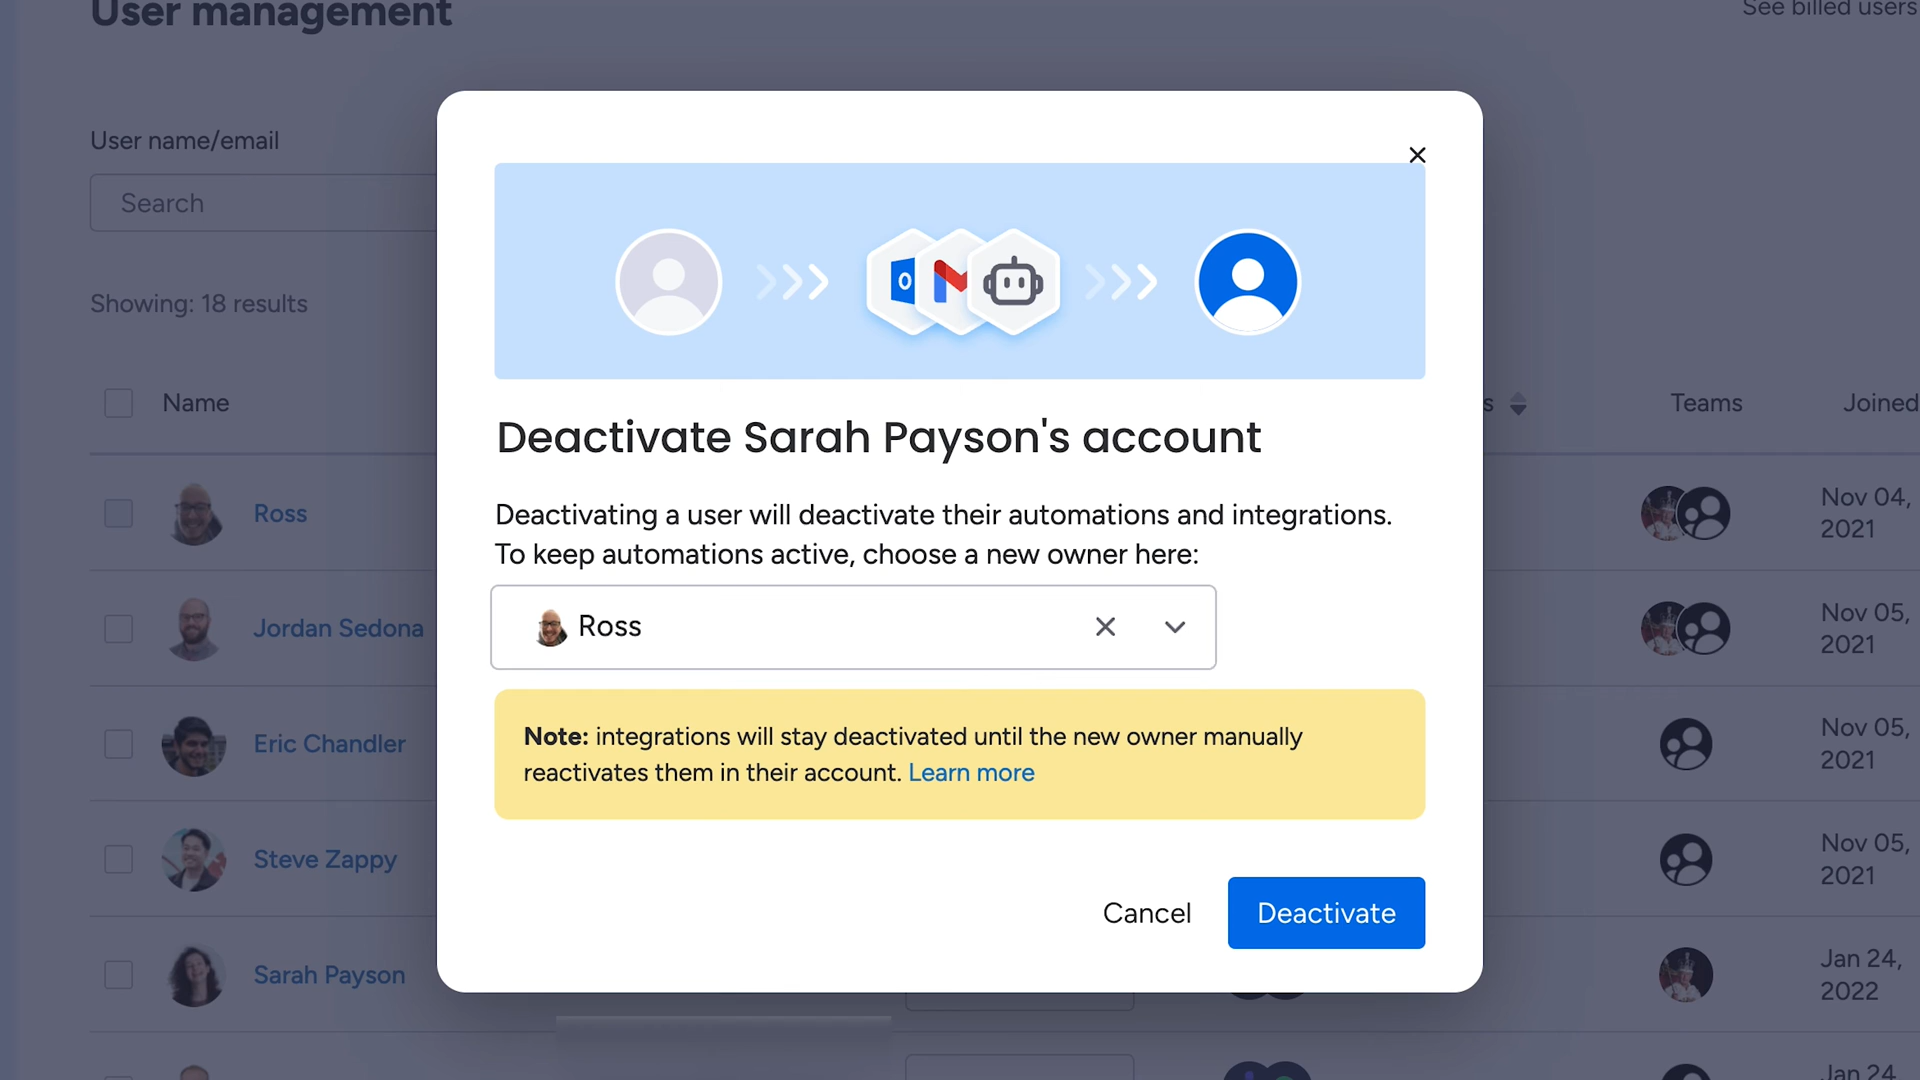 User management
See billed users
User name/email
Search
Showing: 18 results
Name
s
Teams
Joined
Ross
Nov 04,
2021
Jordan Sedona
Nov 05,
2021
Eric Chandler
Nov 05,
2021
Steve Zappy
Nov 05,
2021
Sarah Payson
Jan 24,
2022
Jan 24
Deactivate Sarah Payson's account
Deactivating a user will deactivate their automations and integrations.
To keep automations active, choose a new owner here:
Ross
Note: integrations will stay deactivated until the new owner manually
reactivates them in their account. Learn more
Cancel
Deactivate